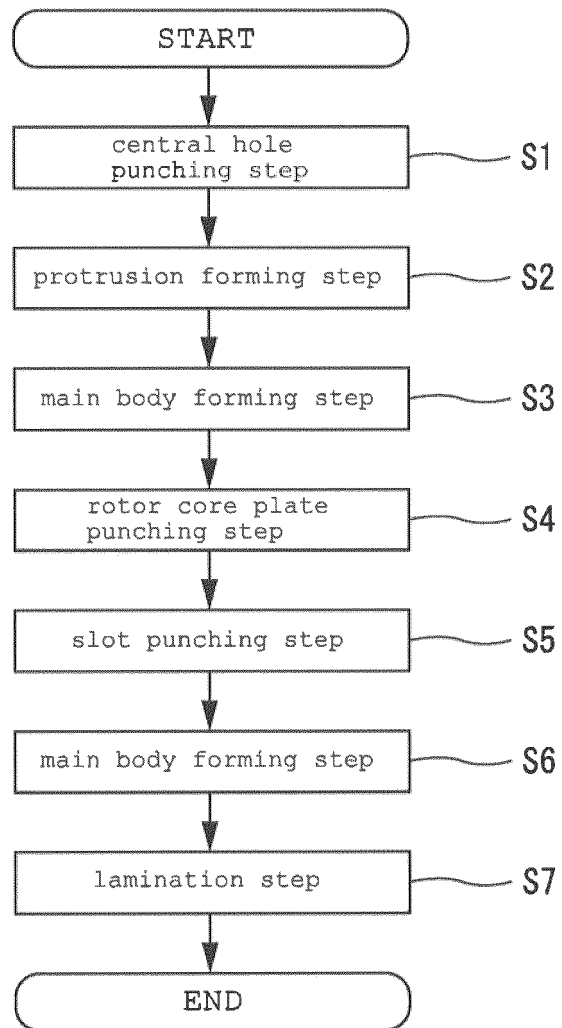 START
central hole
punching step
S1
protrusion forming step
S2
main body forming step
S3
rotor core plate
punching step
S4
slot punching step
S5
main body forming step
S6
lamination step
S7
END